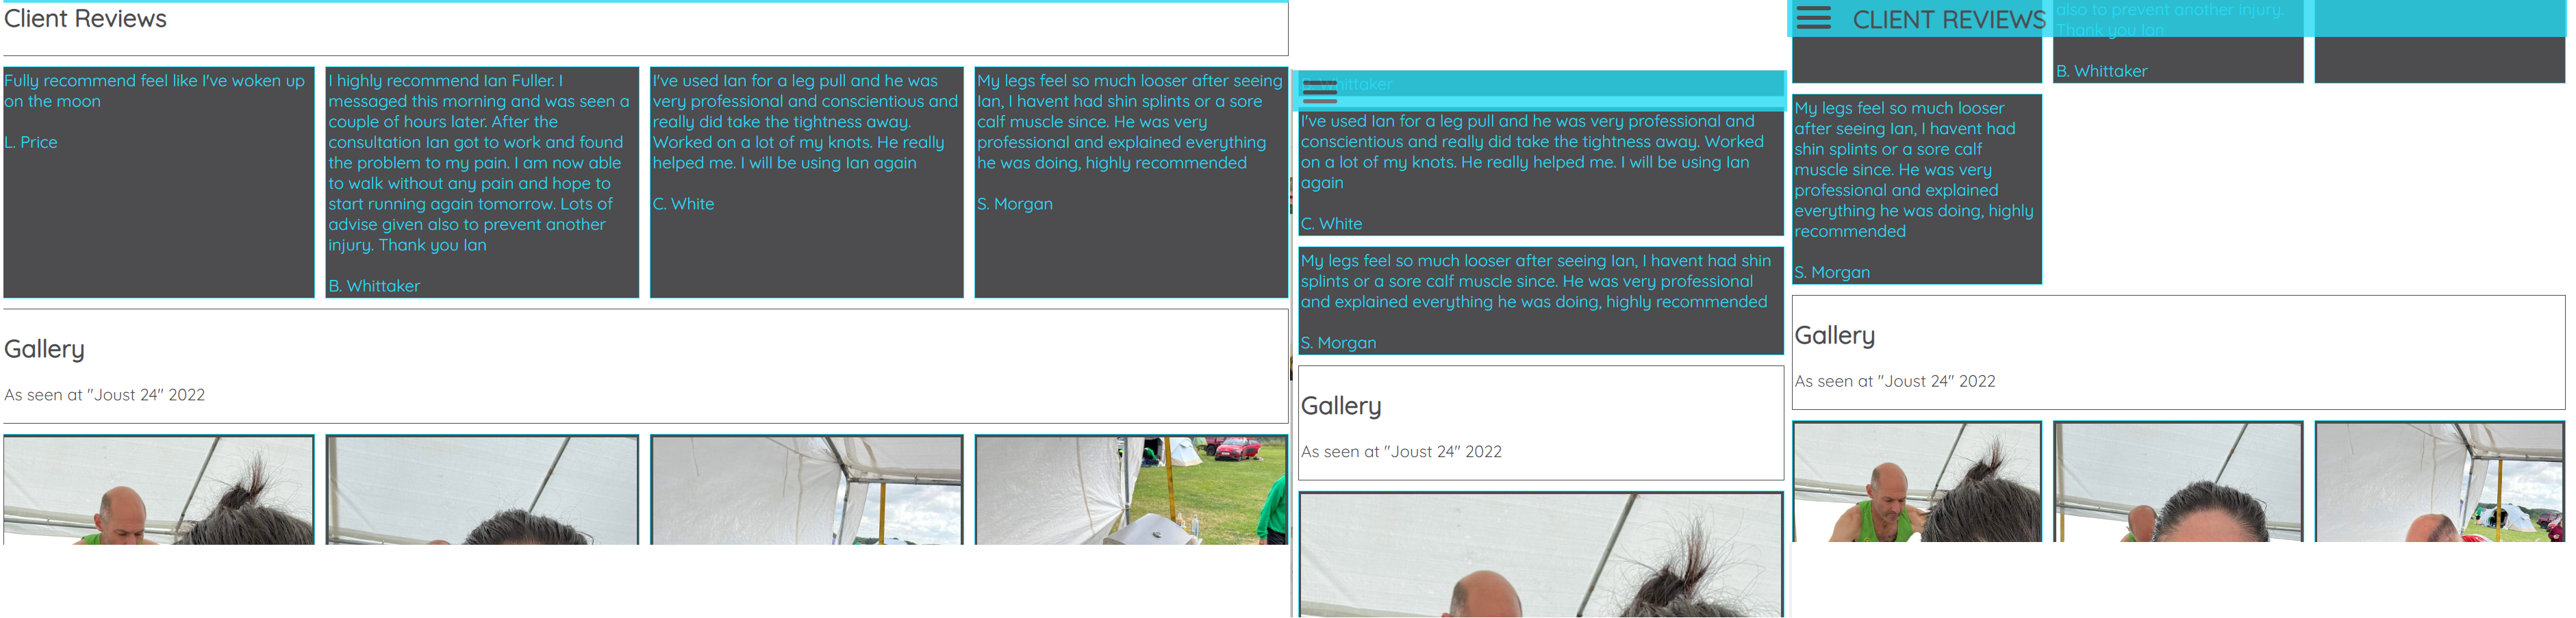 Client Reviews
Fully recommend feel like I've woken up
on the moon
L. Price
I highly recommend Ian Fuller. I
messaged this morning and was seen a
couple of hours later. After the
consultation Ian got to work and found
the problem to my pain. I am now able
to walk without any pain and hope to
start running again tomorrow. Lots of
advise given also to prevent another
injury. Thank you Ian
B. Whittaker
I've used Ian for a leg pull and he was
very professional and conscientious and
really did take the tightness away.
Worked on a lot of my knots. He really
helped me. I will be using Ian again
C. White
My legs feel so much looser after seeing
Ian, I havent had shin splints or a sore
calf muscle since. He was very
professional and explained everything
he was doing, highly recommended
S. Morgan
Gallery
As seen at "Joust 24" 2022
B. Whittaker
I've used Ian for a leg pull and he was very professional and
conscientious and really did take the tightness away. Worked
on a lot of my knots. He really helped me. I will be using Ian
again
C. White
My legs feel so much looser after seeing Ian, I havent had shin
splints or a sore calf muscle since. He was very professional
and explained everything he was doing, highly recommended
S. Morgan
Gallery
As seen at "Joust 24" 2022
CLIENT REVIEWS
also to prevent another injury.
Thank you Ian
B. Whittaker
My legs feel so much looser
after seeing Ian, I havent had
shin splints or a sore calf
muscle since. He was very
professional and explained
everything he was doing, highly
recommended
S. Morgan
Gallery
As seen at "Joust 24" 2022